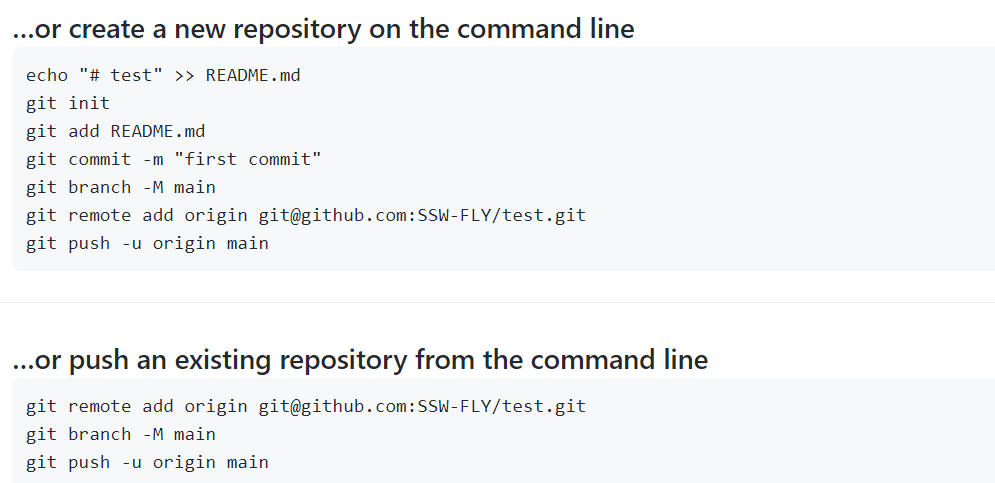 ...or create a new repository on the command line
echo "# test" >> README.md
git init
git add README.md
git commit -m "first commit"
git branch -M main
git remote add origin git@github.com:SSW-FLY/test.git
git push -u origin main
...or push an existing repository from the command line
git remote add origin git@github.com:SSW-FLY/test.git
git branch -M main
git push -u origin main